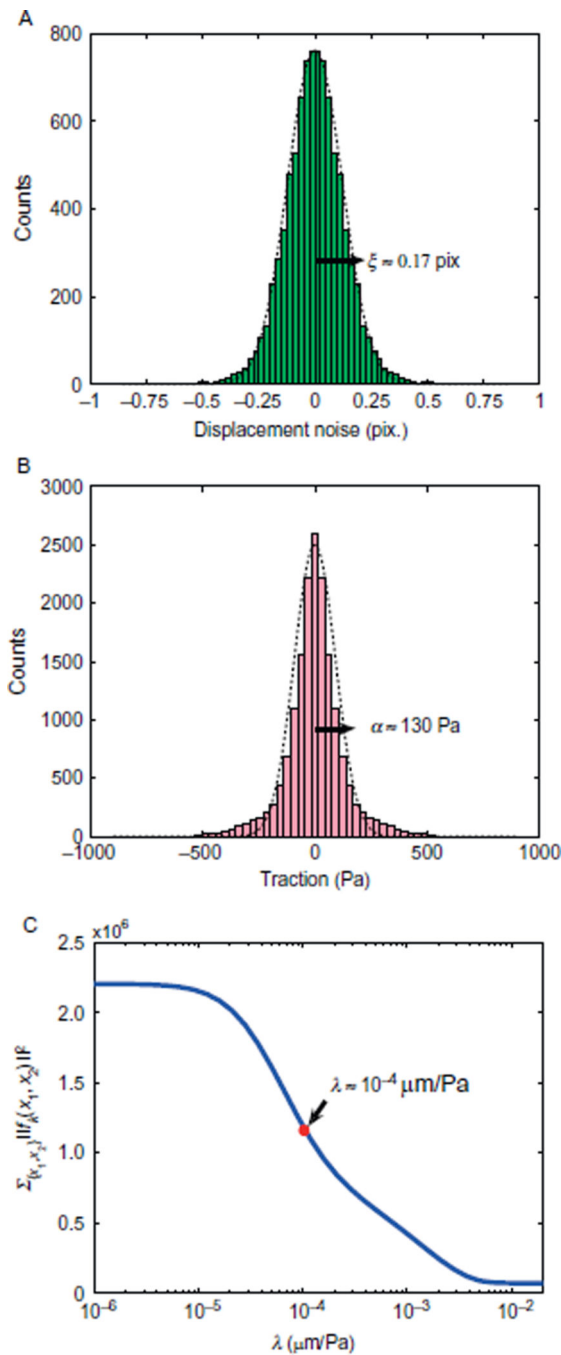 A
800
600
400
200
0
Counts
ξ ≈ 0.17 pix
–1 –0.75 –0.5 –0.25 0 0.25 0.5 0.75 1
Displacement noise (pix.)
B
3000
2500
2000
1500
1000
500
0
Counts
α ≈ 130 Pa
–1000 –500 0 500 1000
Traction (Pa)
C
x10⁶
2.5
2.0
1.5
1.0
0.5
0
λ ≈ 10⁻⁴ μm/Pa
10⁻⁶ 10⁻⁵ 10⁻⁴ 10⁻³ 10⁻²
λ (μm/Pa)